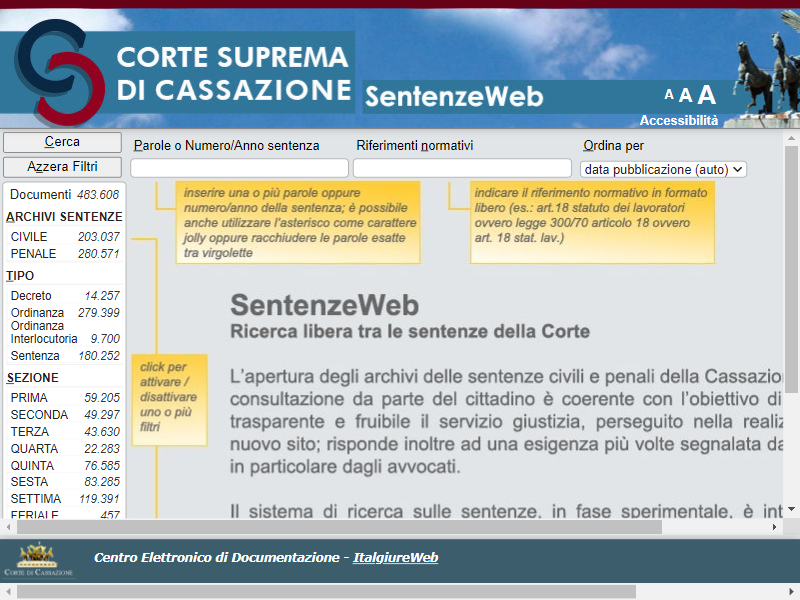 CORTE SUPREMA
DI CASSAZIONE
SentenzeWeb
A A A
Accessibilità
Cerca
Azzera Filtri
Parole o Numero/Anno sentenza
Riferimenti normativi
Ordina per
data pubblicazione (auto)
Documenti 483.608
ARCHIVI SENTENZE
CIVILE 203.037
PENALE 280.571
TIPO
Decreto 14.257
Ordinanza 279.399
Ordinanza
Interlocutoria 9.700
Sentenza 180.252
SEZIONE
PRIMA 59.205
SECONDA 49.297
TERZA 43.630
QUARTA 22.283
QUINTA 76.585
SESTA 83.285
SETTIMA 119.391
FERIALE 457
inserire una o più parole oppure
numero/anno della sentenza; è possibile
anche utilizzare l'asterisco come carattere
jolly oppure racchiudere le parole esatte
tra virgolette
indicare il riferimento normativo in formato
libero (es.: art.18 statuto dei lavoratori
ovvero legge 300/70 articolo 18 ovvero
art. 18 stat. lav.)
click per
attivare /
disattivare
uno o più
filtri
SentenzeWeb
Ricerca libera tra le sentenze della Corte
L'apertura degli archivi delle sentenze civili e penali della Cassazio
consultazione da parte del cittadino è coerente con l'obiettivo di
trasparente e fruibile il servizio giustizia, perseguito nella realiz
nuovo sito; risponde inoltre ad una esigenza più volte segnalata da
in particolare dagli avvocati.
Il sistema di ricerca sulle sentenze, in fase sperimentale, è int
CORTE DI CASSAZIONE
Centro Elettronico di Documentazione - ItalgiureWeb